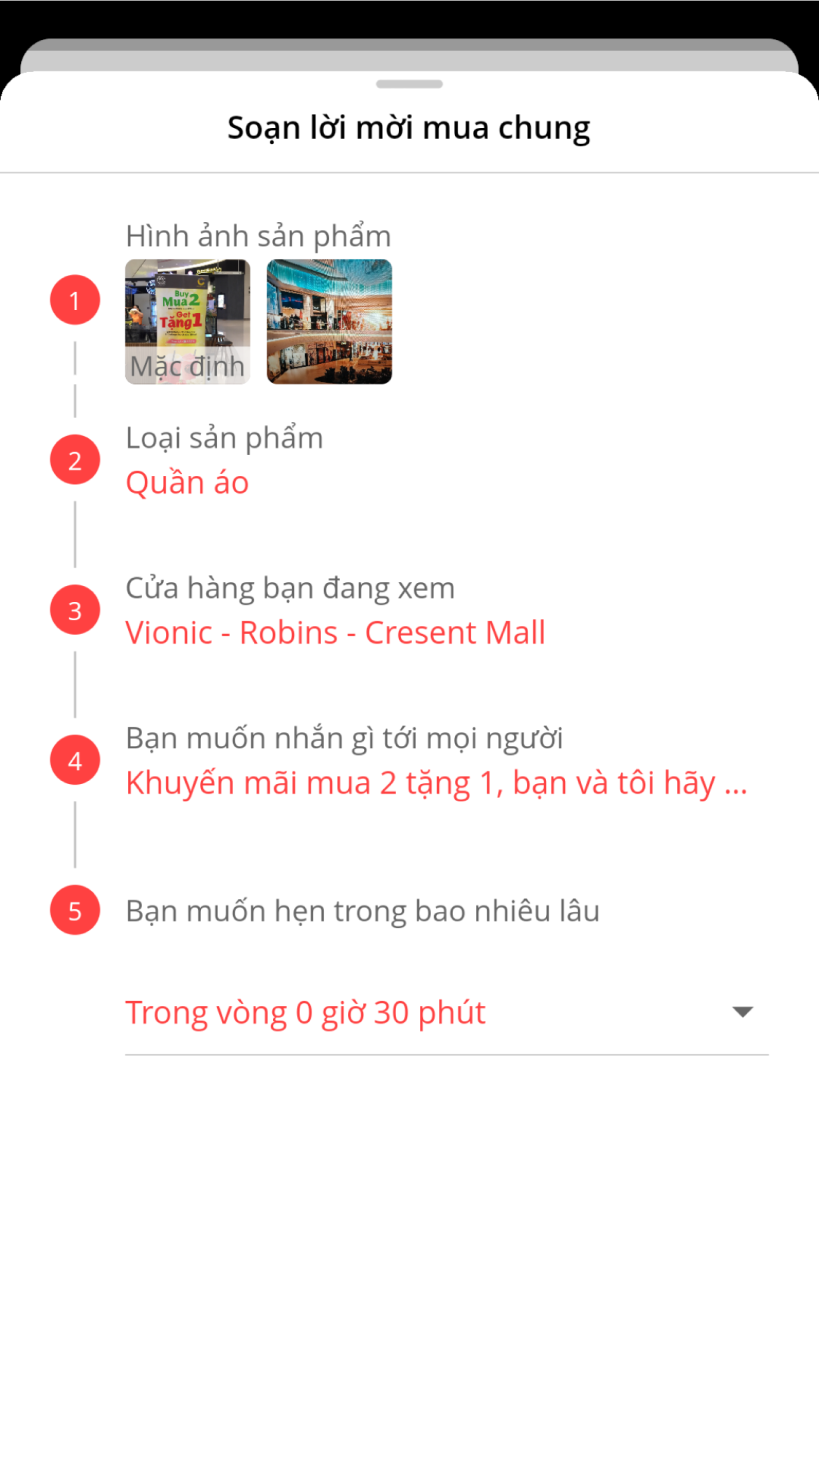 Soạn lời mời mua chung
Hình ảnh sản phẩm
1
Buy
Mua 2
Get
Tặng 1
Mặc định
2
Loại sản phẩm
Quần áo
3
Cửa hàng bạn đang xem
Vionic - Robins - Cresent Mall
4
Bạn muốn nhắn gì tới mọi người
Khuyến mãi mua 2 tặng 1, bạn và tôi hãy ...
5
Bạn muốn hẹn trong bao nhiêu lâu
Trong vòng 0 giờ 30 phút